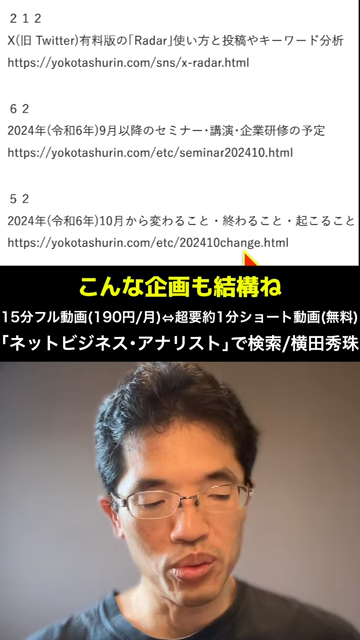 ２１２
X(旧 Twitter)有料版の｢Radar｣使い方と投稿やキーワード分析
https://yokotashurin.com/sns/x-radar.html
６２
2024年(令和6年)9月以降のセミナー･講演･企業研修の予定
https://yokotashurin.com/etc/seminar202410.html
５２
2024年(令和6年)10月から変わること・終わること・起こること
https://yokotashurin.com/etc/202410change.html
こんな企画も結構ね
15分フル動画(190円/月)⇔超要約1分ショート動画(無料)
｢ネットビジネス･アナリスト｣で検索/横田秀珠